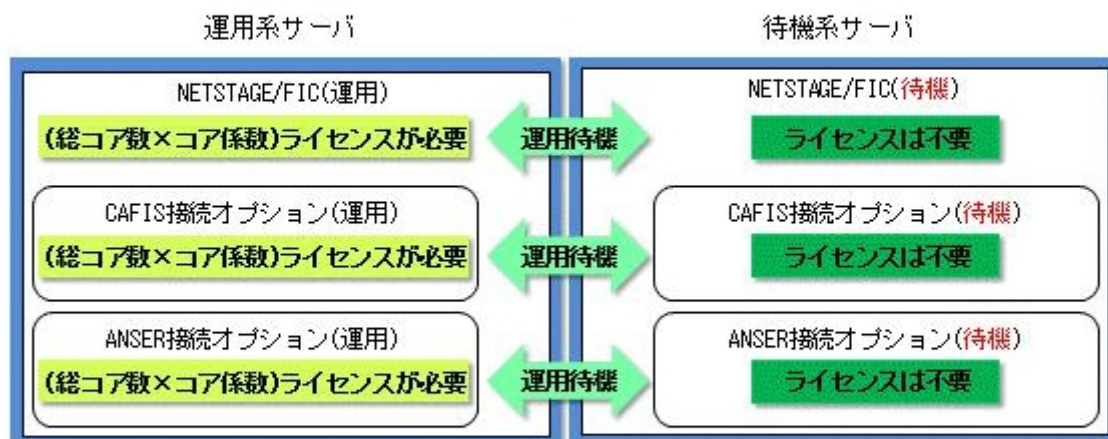 運用系サーバ
待機系サーバ
NETSTAGE/FIC(運用)
(総コア数×コア係数)ライセンスが必要
運用待機
NETSTAGE/FIC(待機)
ライセンスは不要
CAFIS接続オプション(運用)
(総コア数×コア係数)ライセンスが必要
運用待機
CAFIS接続オプション(待機)
ライセンスは不要
ANSER接続オプション(運用)
(総コア数×コア係数)ライセンスが必要
運用待機
ANSER接続オプション(待機)
ライセンスは不要